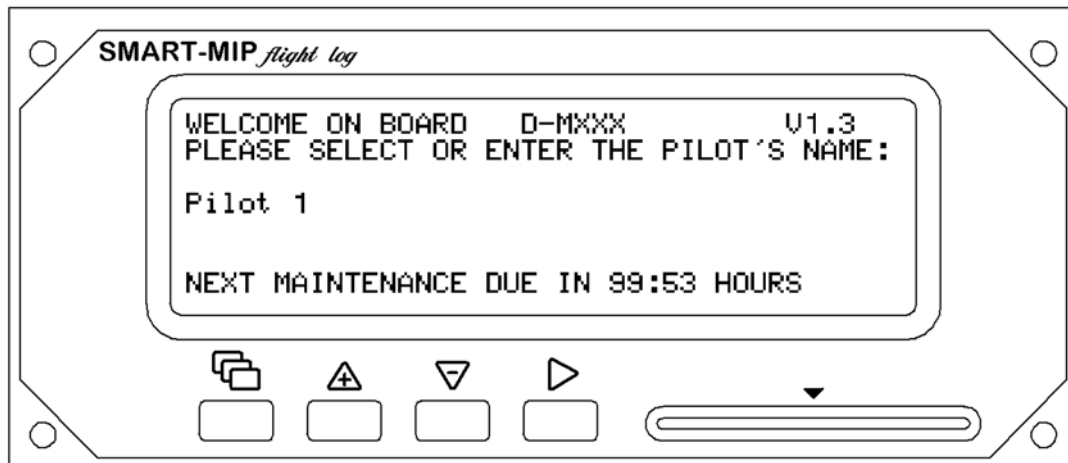 SMART-MIP flight log
WELCOME ON BOARD D-MXXX V1.3
PLEASE SELECT OR ENTER THE PILOT´S NAME:
Pilot 1
NEXT MAINTENANCE DUE IN 99:53 HOURS